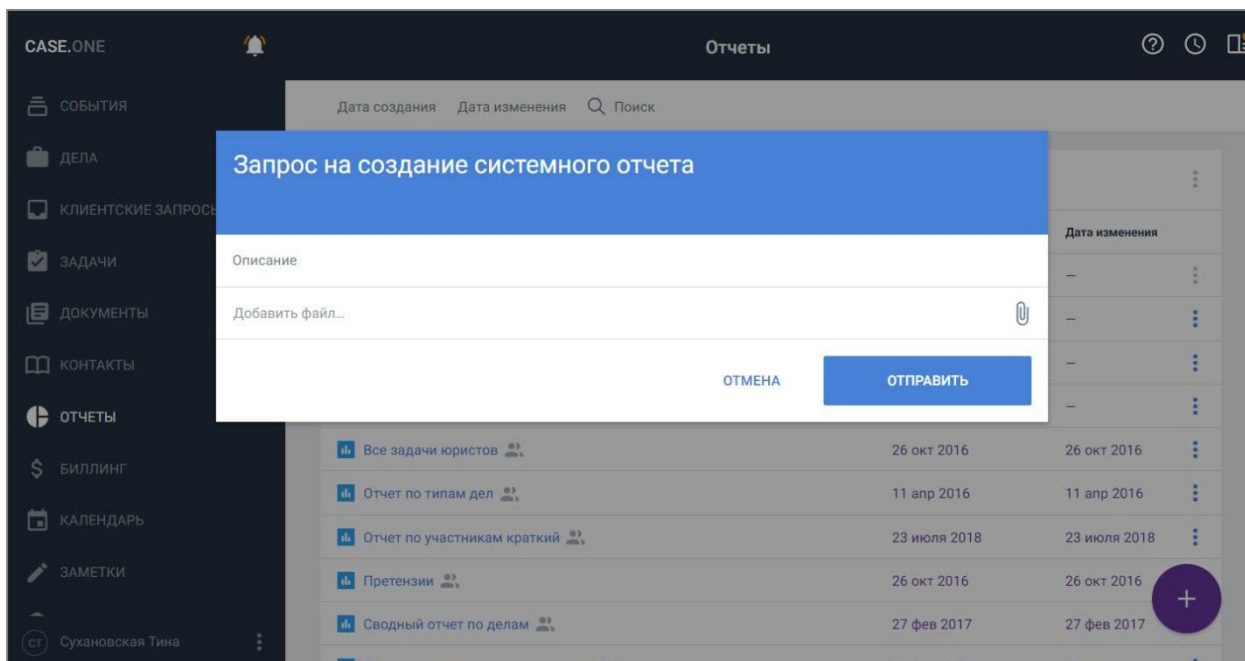 CASE.ONE
Отчеты
СОБЫТИЯ
Дата создания Дата изменения Поиск
ДЕЛА
Запрос на создание системного отчета
КЛИЕНТСКИЕ ЗАПРОСЫ
Дата изменения
ЗАДАЧИ
Описание
–
ДОКУМЕНТЫ
Добавить файл...
–
КОНТАКТЫ
ОТМЕНА
ОТПРАВИТЬ
–
ОТЧЕТЫ
–
Все задачи юристов 26 окт 2016 26 окт 2016
БИЛЛИНГ
Отчет по типам дел 11 апр 2016 11 апр 2016
КАЛЕНДАРЬ
Отчет по участникам краткий 23 июля 2018 23 июля 2018
ЗАМЕТКИ
Претензии 26 окт 2016 26 окт 2016
+
Сводный отчет по делам 27 фев 2017 27 фев 2017
СТ Сухановская Тина